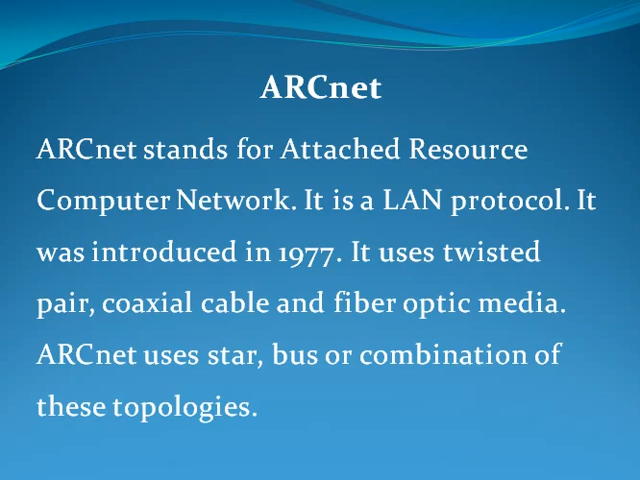 ARCnet
ARCnet stands for Attached Resource
Computer Network. It is a LAN protocol. It
was introduced in 1977. It uses twisted
pair, coaxial cable and fiber optic media.
ARCnet uses star, bus or combination of
these topologies.